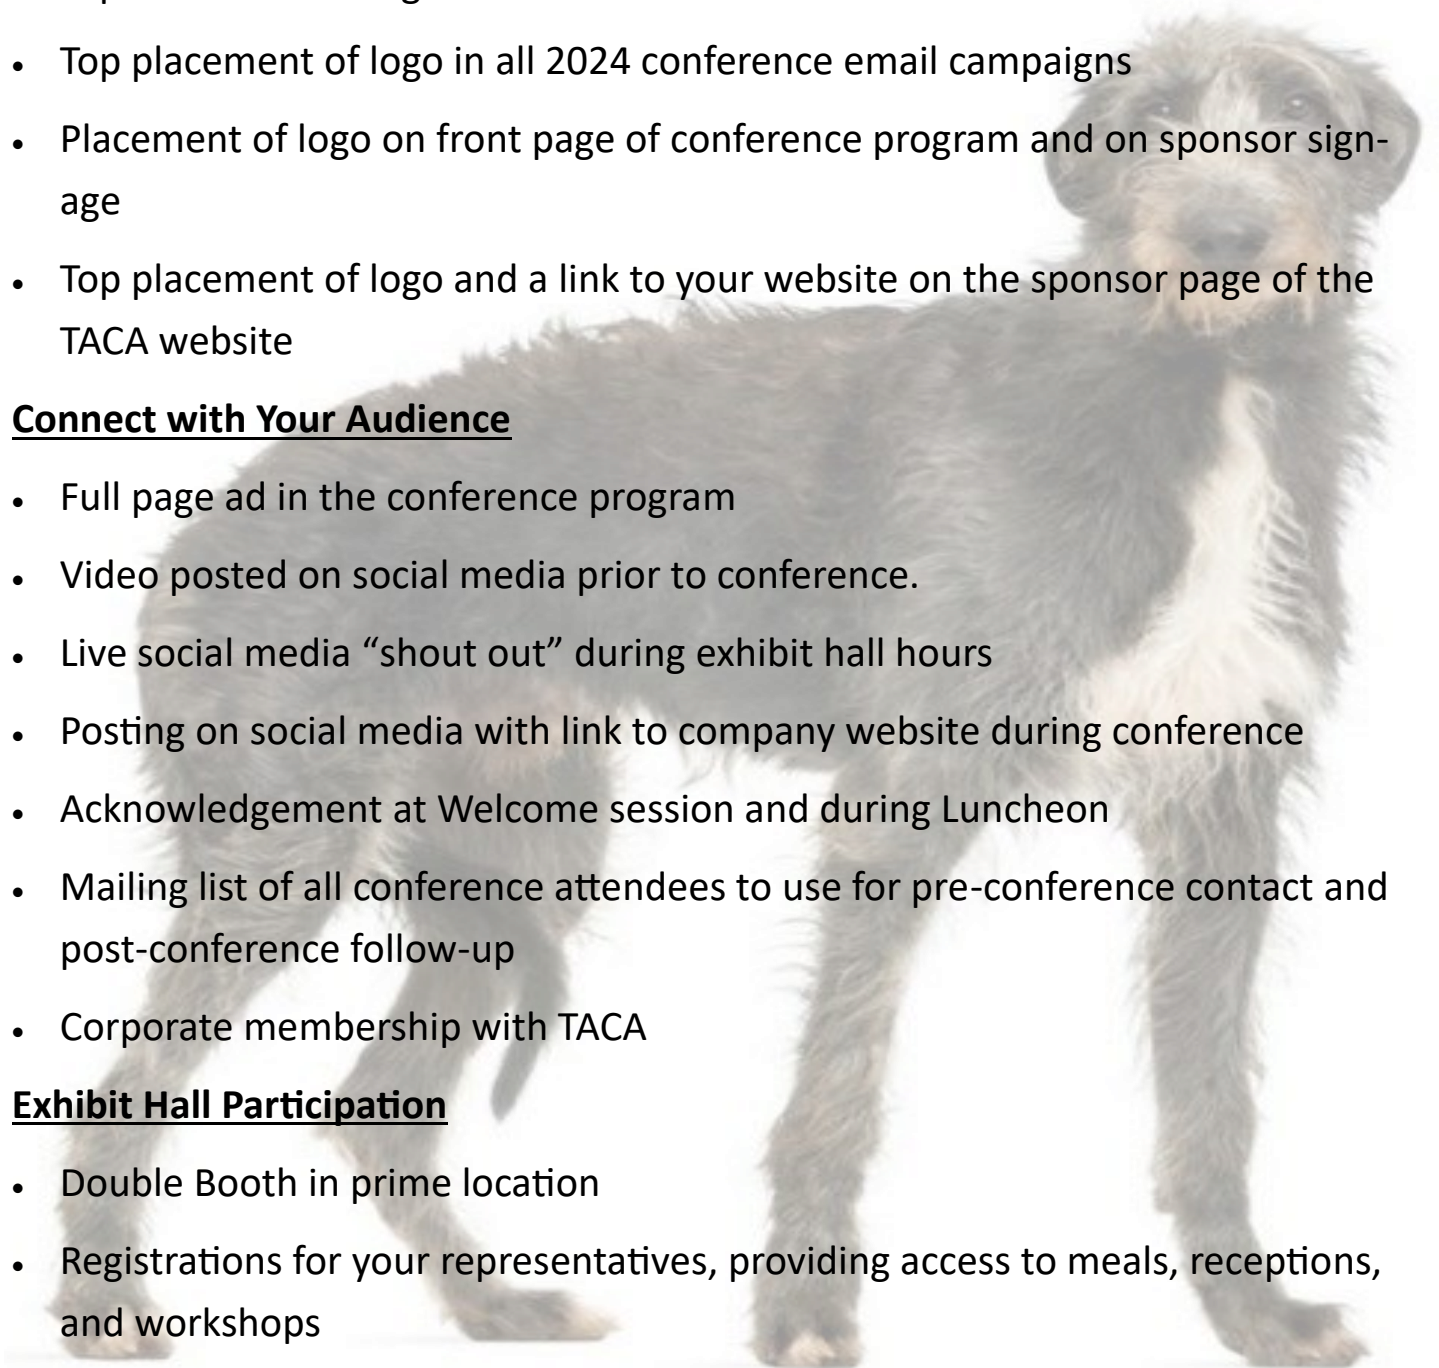 • Top placement of logo in all 2024 conference email campaigns
• Placement of logo on front page of conference program and on sponsor sign-
age
• Top placement of logo and a link to your website on the sponsor page of the
TACA website
Connect with Your Audience
• Full page ad in the conference program
• Video posted on social media prior to conference.
• Live social media “shout out” during exhibit hall hours
• Posting on social media with link to company website during conference
• Acknowledgement at Welcome session and during Luncheon
• Mailing list of all conference attendees to use for pre-conference contact and
post-conference follow-up
• Corporate membership with TACA
Exhibit Hall Participation
• Double Booth in prime location
• Registrations for your representatives, providing access to meals, receptions,
and workshops